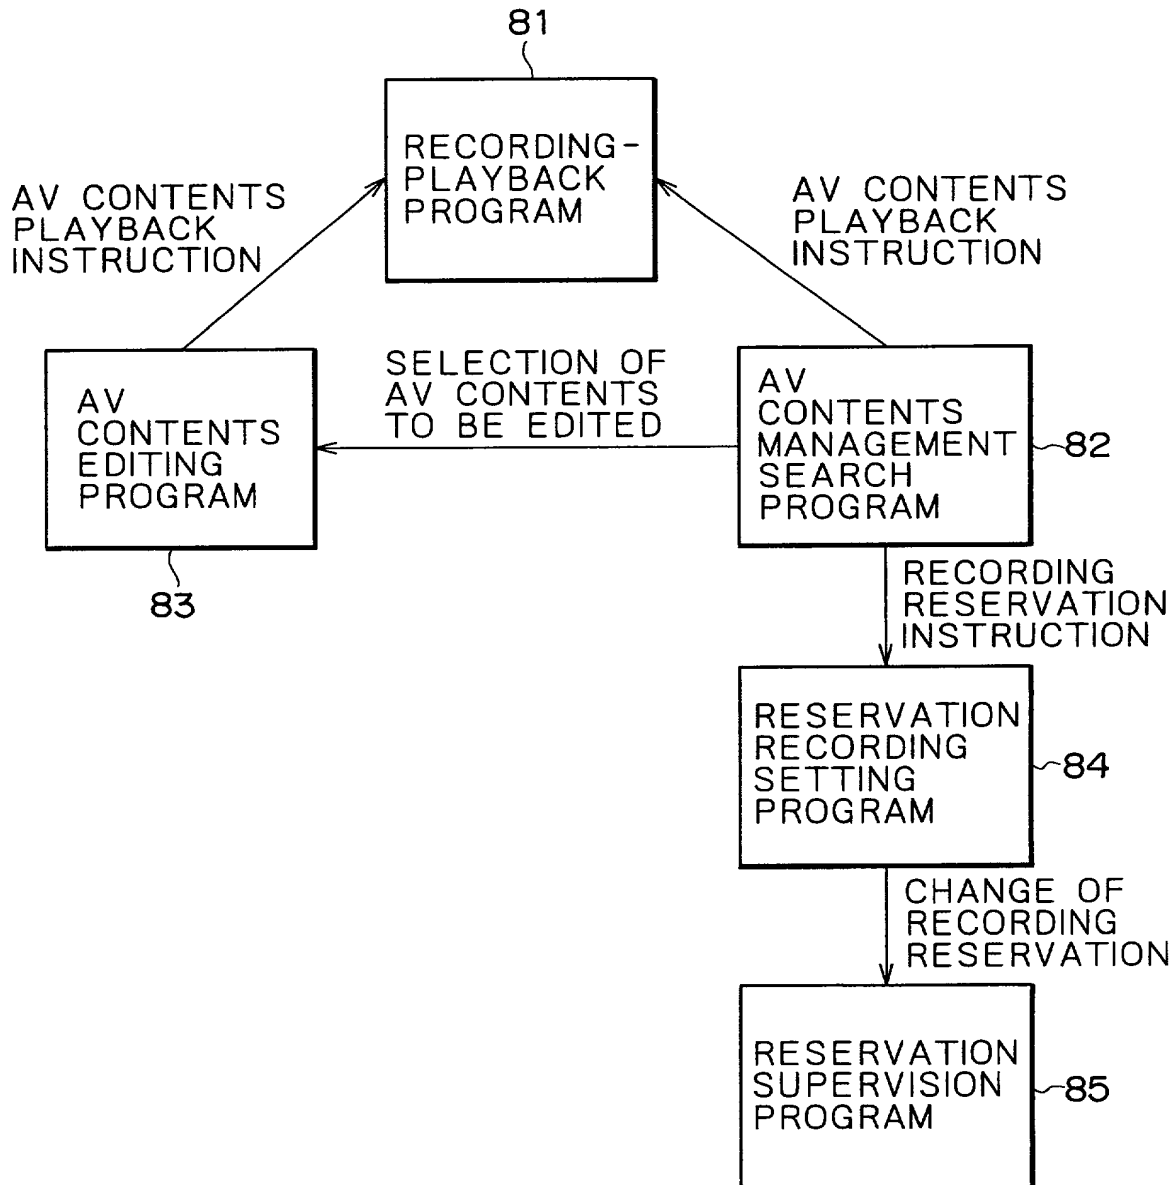 81
RECORDING-
PLAYBACK
PROGRAM
AV CONTENTS
PLAYBACK
INSTRUCTION
AV CONTENTS
PLAYBACK
INSTRUCTION
AV
CONTENTS
EDITING
PROGRAM
83
SELECTION OF
AV CONTENTS
TO BE EDITED
AV
CONTENTS
MANAGEMENT
SEARCH
PROGRAM
82
RECORDING
RESERVATION
INSTRUCTION
RESERVATION
RECORDING
SETTING
PROGRAM
84
CHANGE OF
RECORDING
RESERVATION
RESERVATION
SUPERVISION
PROGRAM
85